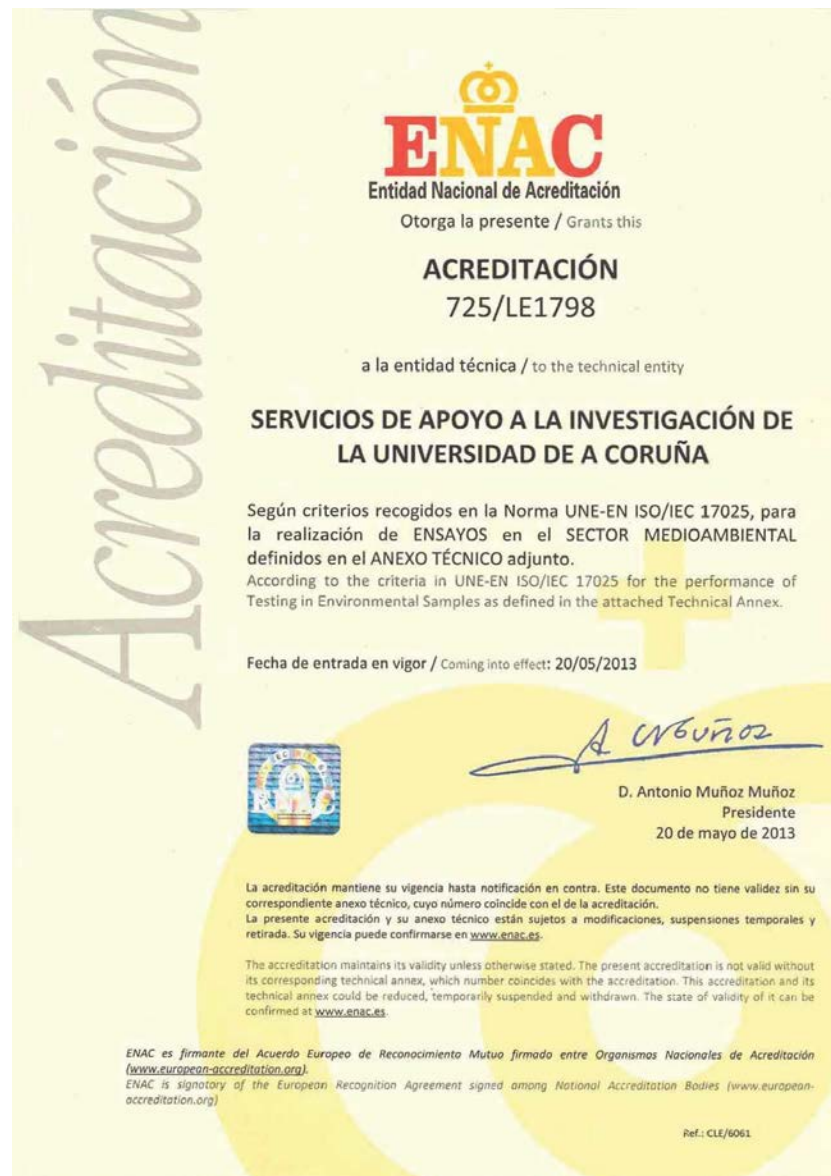 Acreditación
ENAC
Entidad Nacional de Acreditación
Otorga la presente / Grants this
ACREDITACIÓN
725/LE1798
a la entidad técnica / to the technical entity
SERVICIOS DE APOYO A LA INVESTIGACIÓN DE
LA UNIVERSIDAD DE A CORUÑA
Según criterios recogidos en la Norma UNE-EN ISO/IEC 17025, para
la realización de ENSAYOS en el SECTOR MEDIOAMBIENTAL
definidos en el ANEXO TÉCNICO adjunto.
According to the criteria in UNE-EN ISO/IEC 17025 for the performance of
Testing in Environmental Samples as defined in the attached Technical Annex.
Fecha de entrada en vigor / Coming into effect: 20/05/2013
D. Antonio Muñoz Muñoz
Presidente
20 de mayo de 2013
La acreditación mantiene su vigencia hasta notificación en contra. Este documento no tiene validez sin su
correspondiente anexo técnico, cuyo número coincide con el de la acreditación.
La presente acreditación y su anexo técnico están sujetos a modificaciones, suspensiones temporales y
retirada. Su vigencia puede confirmarse en www.enac.es.
The accreditation maintains its validity unless otherwise stated. The present accreditation is not valid without
its corresponding technical annex, which number coincides with the accreditation. This accreditation and its
technical annex could be reduced, temporarily suspended and withdrawn. The state of validity of it can be
confirmed at www.enac.es.
ENAC es firmante del Acuerdo Europeo de Reconocimiento Mutuo firmado entre Organismos Nacionales de Acreditación
(www.european-accreditation.org).
ENAC is signatory of the European Recognition Agreement signed among National Accreditation Bodies (www.european-
accreditation.org)
Ref.: CLE/6061